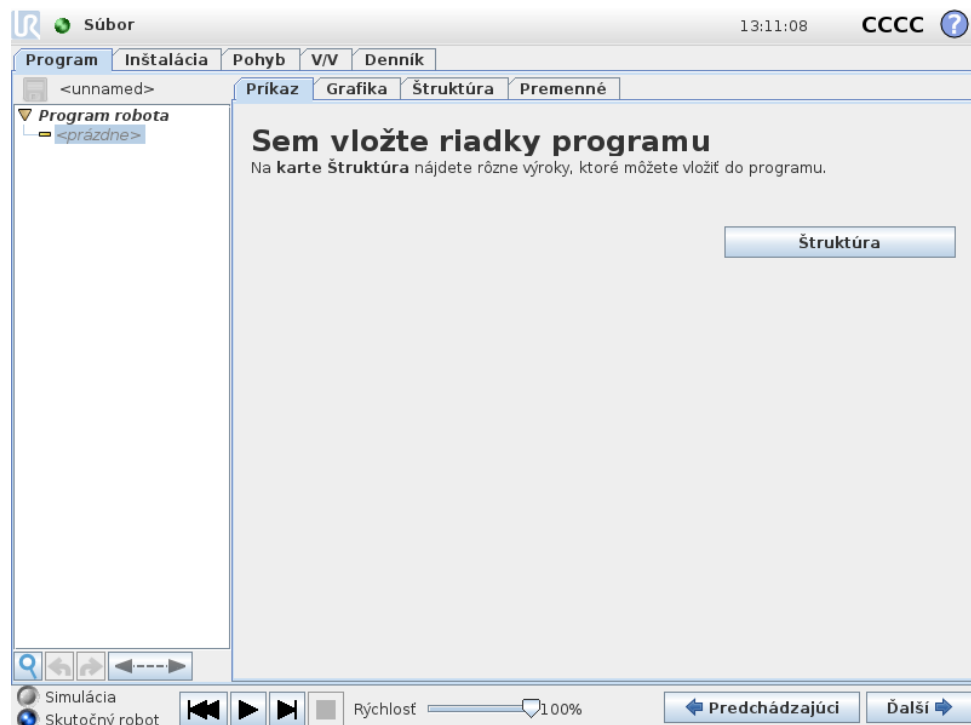 UR Súbor 13:11:08 CCCC ?
Program Inštalácia Pohyb V/V Denník
<unnamed> Príkaz Grafika Štruktúra Premenné
Program robota
<prázdne>
Sem vložte riadky programu
Na karte Štruktúra nájdete rôzne výroky, ktoré môžete vložiť do programu.
Štruktúra
Simulácia
Skutočný robot
Rýchlosť 100%
Predchádzajúci Ďalší